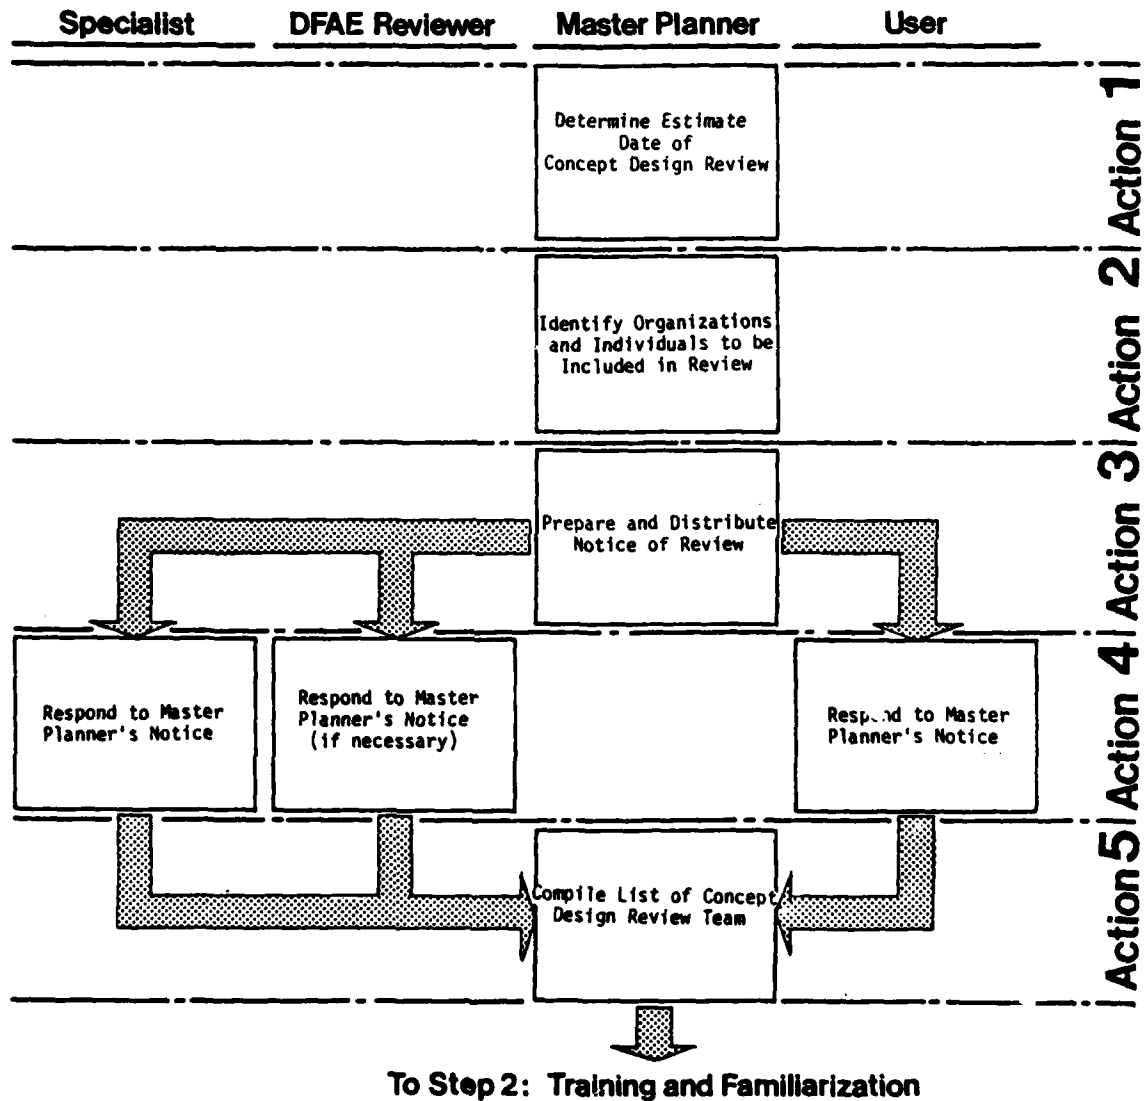 Specialist DFAE Reviewer Master Planner User
Determine Estimate
Date of
Concept Design Review
Action 1
Identify Organizations
and Individuals to be
Included in Review
Action 2
Prepare and Distribute
Notice of Review
Action 3
Respond to Master
Planner's Notice
Respond to Master
Planner's Notice
(if necessary)
Respond to Master
Planner's Notice
Action 4
Compile List of Concept
Design Review Team
Action 5
To Step 2: Training and Familiarization